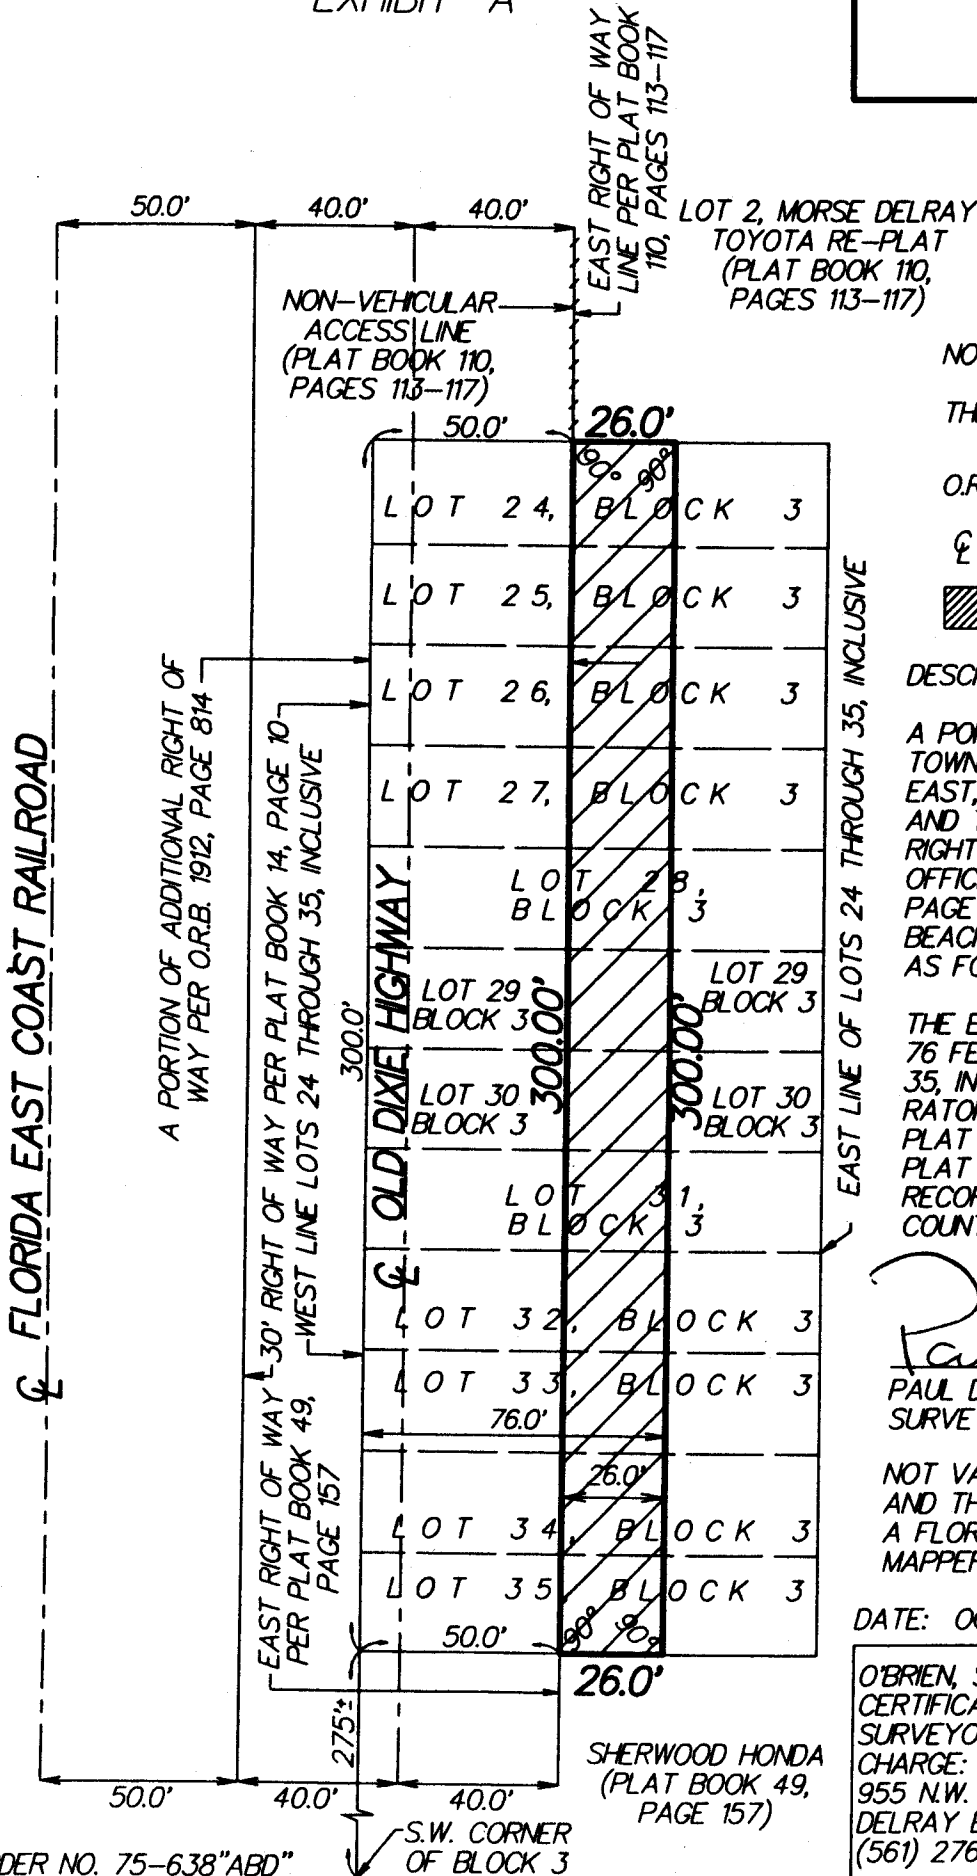 EXHIBIT "A"
EAST RIGHT OF WAY
LINE PER PLAT BOOK
110, PAGES 113-117
50.0'
40.0'
40.0'
LOT 2, MORSE DELRAY
TOYOTA RE-PLAT
(PLAT BOOK 110,
PAGES 113-117)
NON-VEHICULAR
ACCESS LINE
(PLAT BOOK 110,
PAGES 113-117)
50.0'
26.0'
90°
90°
LOT 24, BLOCK 3
LOT 25, BLOCK 3
LOT 26, BLOCK 3
LOT 27, BLOCK 3
LOT 28,
BLOCK 3
LOT 29
BLOCK 3
LOT 29
BLOCK 3
LOT 30
BLOCK 3
LOT 30
BLOCK 3
LOT 31,
BLOCK 3
LOT 32, BLOCK 3
LOT 33, BLOCK 3
76.0'
26.0'
LOT 34, BLOCK 3
LOT 35 BLOCK 3
90°
90°
50.0'
26.0'
300.00'
300.00'
300.0'
℄ FLORIDA EAST COAST RAILROAD
A PORTION OF ADDITIONAL RIGHT OF
WAY PER O.R.B. 1912, PAGE 814
30' RIGHT OF WAY PER PLAT BOOK 14, PAGE 10
WEST LINE LOTS 24 THROUGH 35, INCLUSIVE
EAST RIGHT OF WAY
PER PLAT BOOK 49,
PAGE 157
℄ OLD DIXIE HIGHWAY
EAST LINE OF LOTS 24 THROUGH 35, INCLUSIVE
275'±
50.0'
40.0'
40.0'
SHERWOOD HONDA
(PLAT BOOK 49,
PAGE 157)
S.W. CORNER
OF BLOCK 3
DER NO. 75-638"ABD"
NO
TH
O.R
℄
DESC
A PO
TOWN
EAST,
AND
RIGHT
OFFIC
PAGE
BEACH
AS FO
THE E
76 FE
35, IN
RATO
PLAT
PLAT
RECO
COUN
PAUL
SURVE
NOT VA
AND TH
A FLOR
MAPPER
DATE: OC
O'BRIEN, S
CERTIFICA
SURVEYO
CHARGE:
955 N.W.
DELRAY B
(561) 276